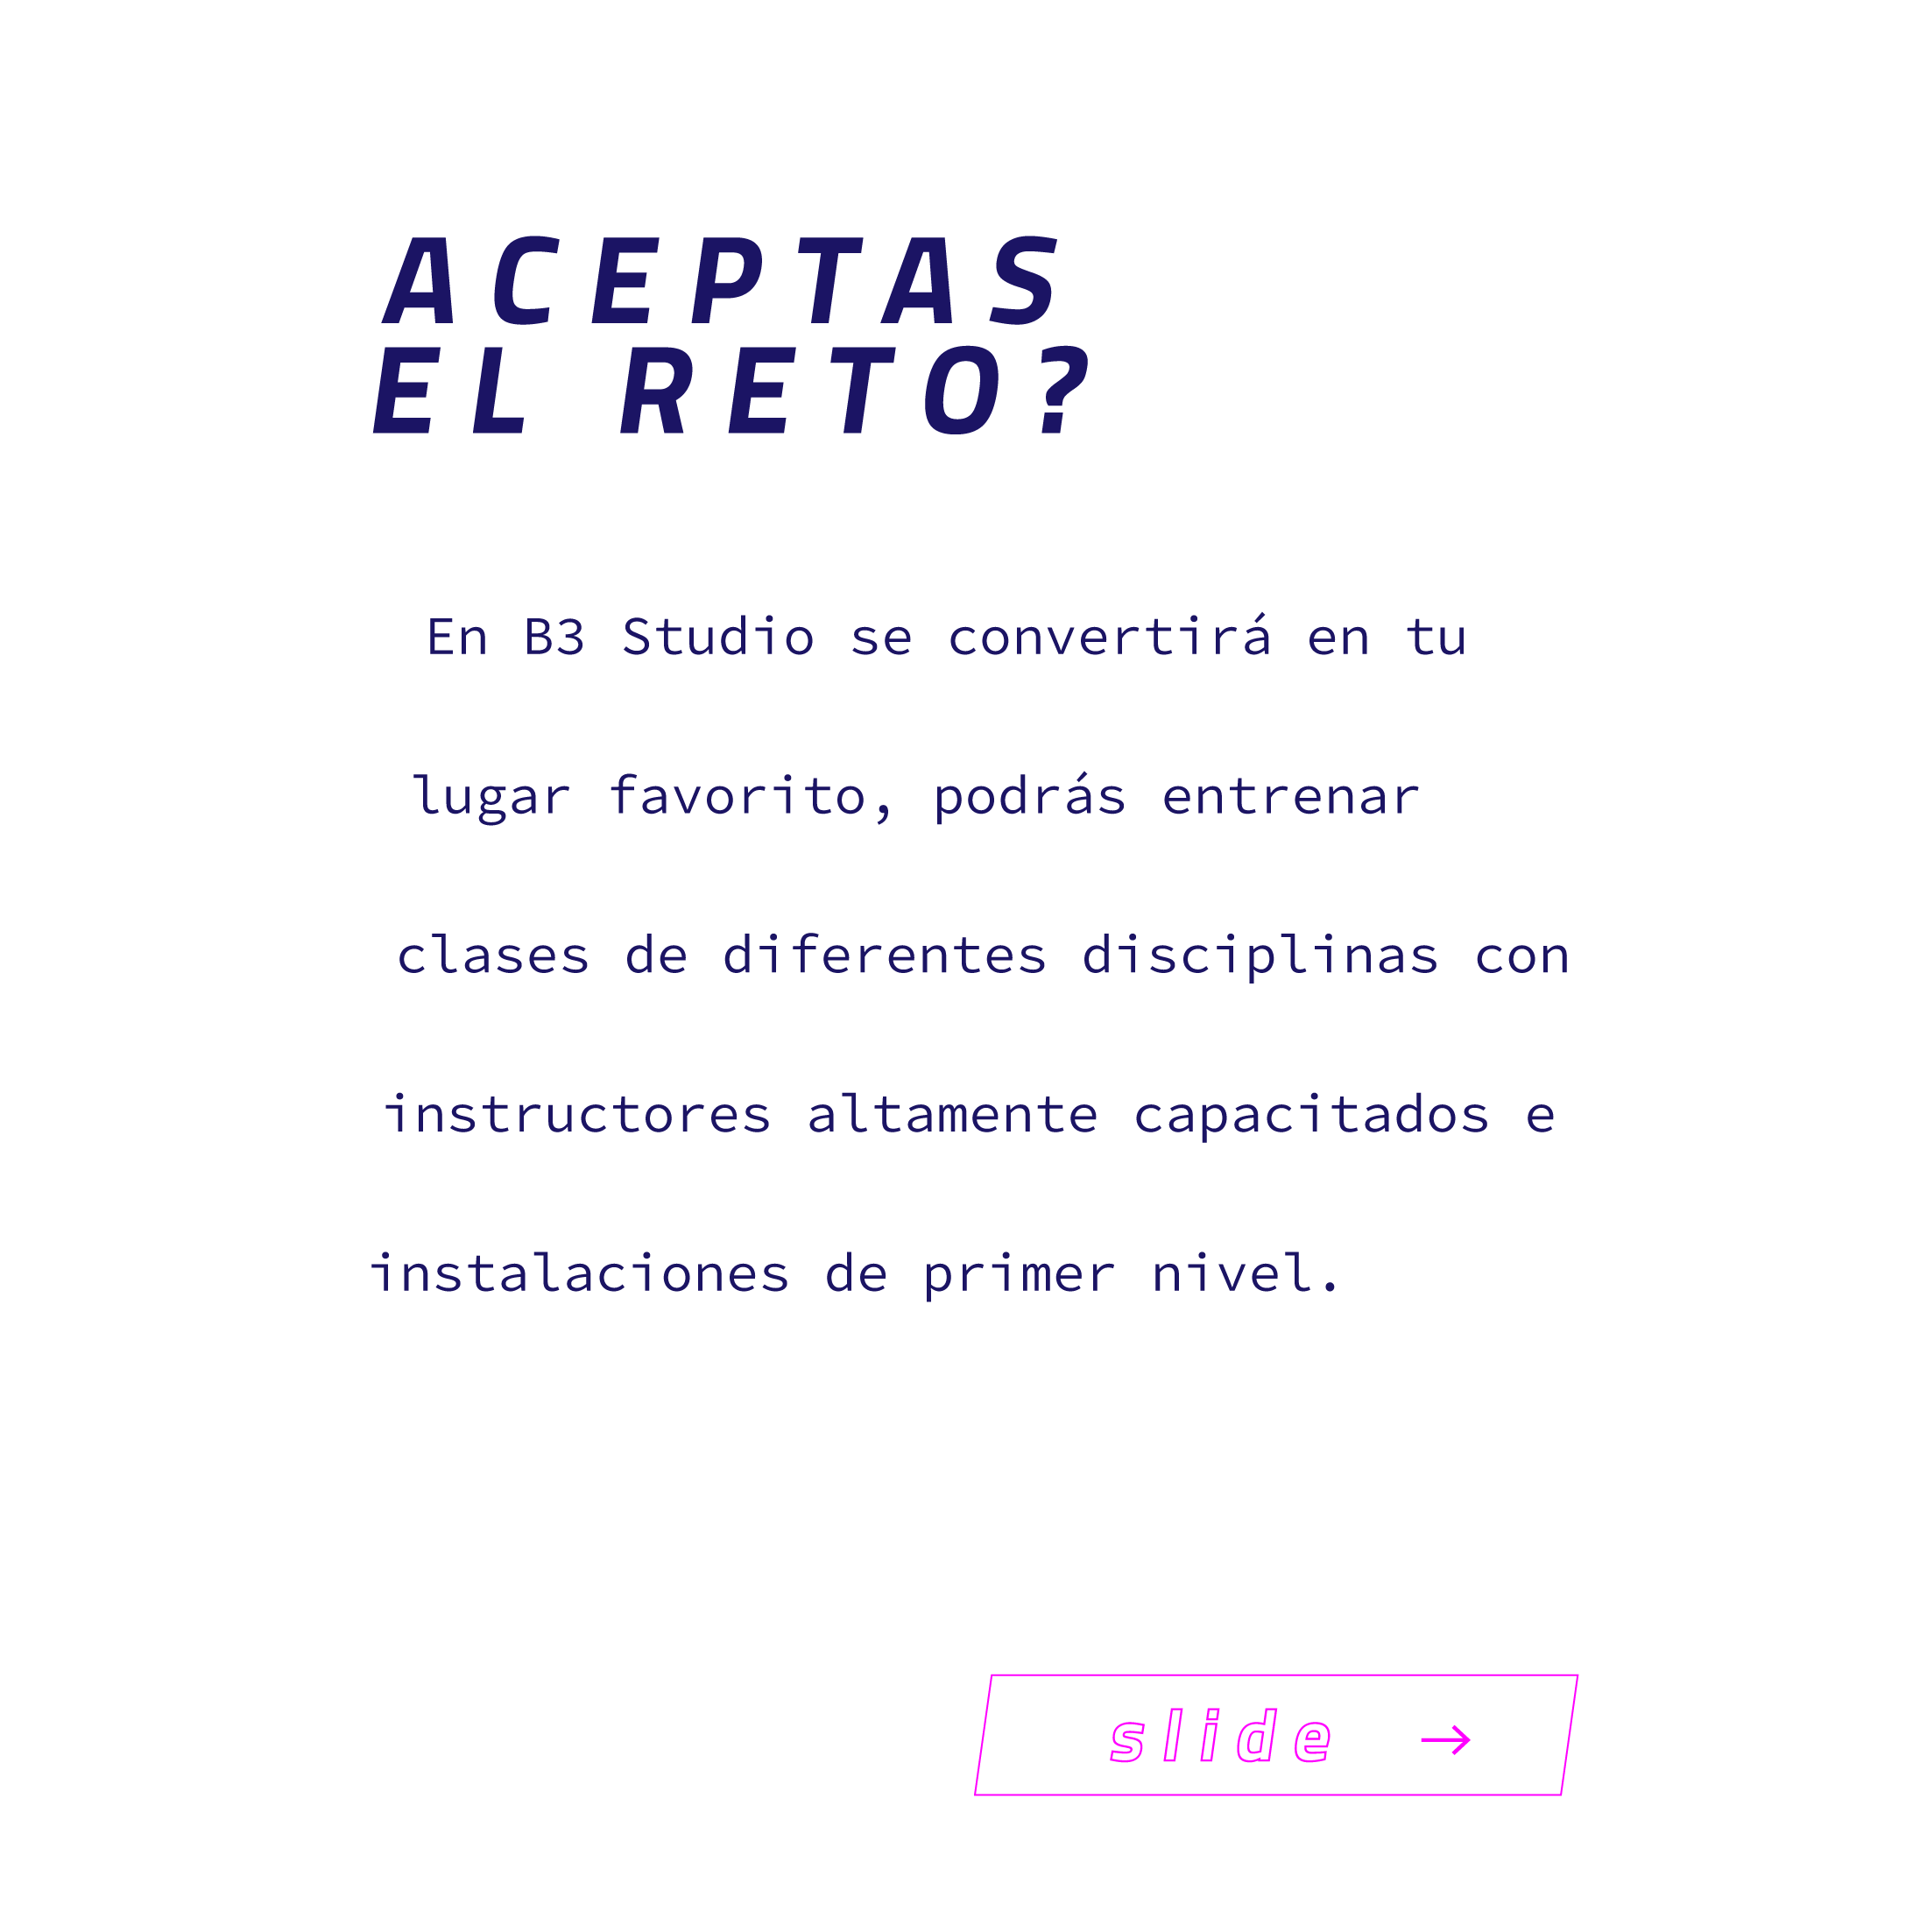 ACEPTAS
EL RETO?
En B3 Studio se convertirá en tu
lugar favorito, podrás entrenar
clases de diferentes disciplinas con
instructores altamente capacitados e
instalaciones de primer nivel.
slide →